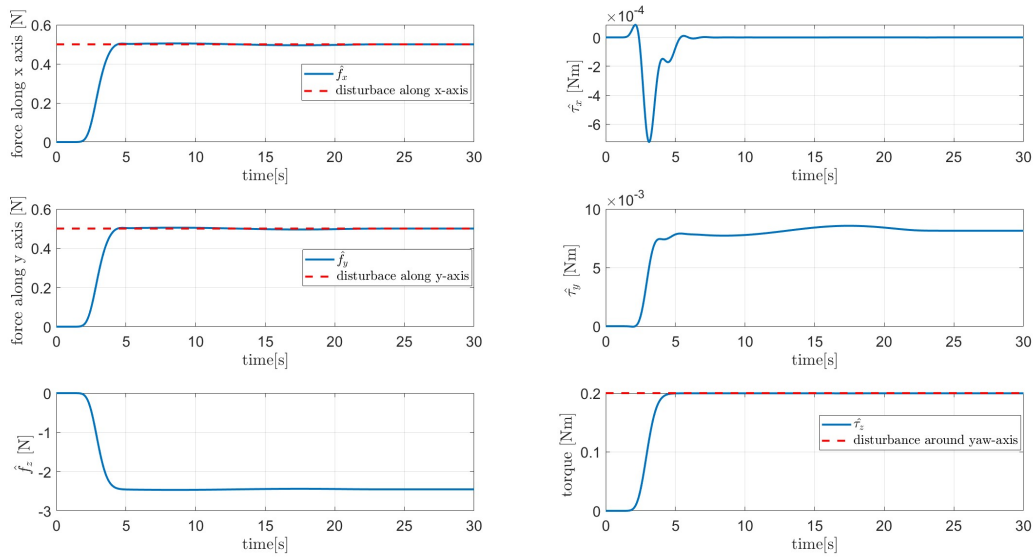 force along x axis [N]
0.6
0.4
0.2
0
0 5 10 15 20 25 30
time[s]
f̂x
disturbace along x-axis
×10-4
0
-2
-4
-6
0 5 10 15 20 25 30
time[s]
τ̂x [Nm]
force along y axis [N]
0.6
0.4
0.2
0
0 5 10 15 20 25 30
time[s]
f̂y
disturbace along y-axis
×10-3
10
5
0
0 5 10 15 20 25 30
time[s]
τ̂y [Nm]
f̂z [N]
0
-1
-2
-3
0 5 10 15 20 25 30
time[s]
torque [Nm]
0.2
0.1
0
0 5 10 15 20 25 30
time[s]
τ̂z
disturbance around yaw-axis